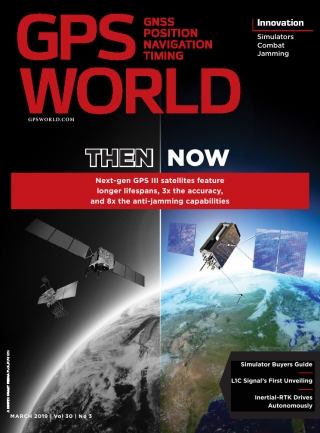 GPS
WORLD
GNSS
POSITION
NAVIGATION
TIMING
GPSWORLD.COM
Innovation
Simulators
Combat
Jamming
THEN NOW
Next-gen GPS III satellites feature
longer lifespans, 3x the accuracy,
and 8x the anti-jamming capabilities
Simulator Buyers Guide
L1C Signal's First Unveiling
Inertial-RTK Drives
Autonomously
MARCH 2019 | Vol 30 | No 3